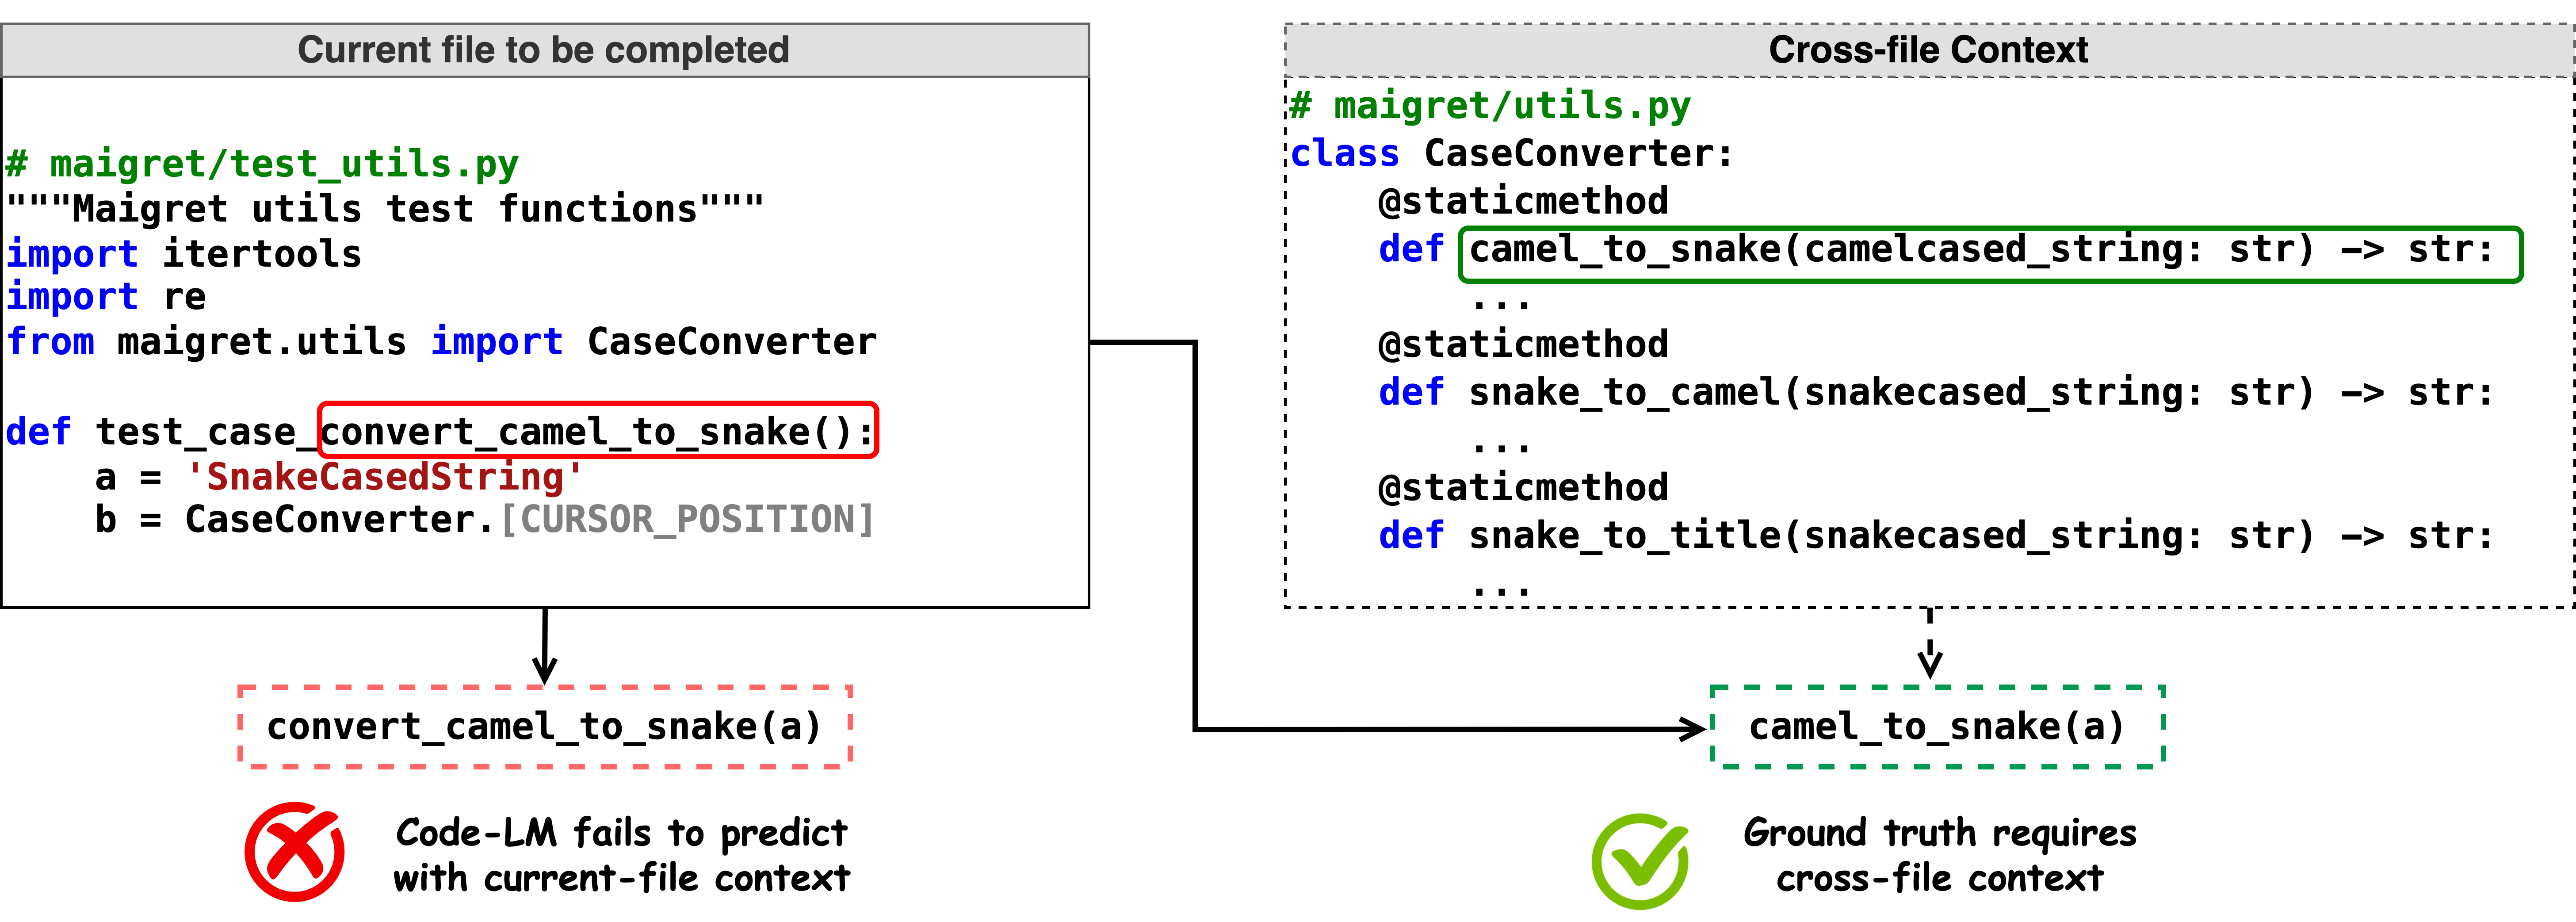 Current file to be completed
# maigret/test_utils.py
"""Maigret utils test functions"""
import itertools
import re
from maigret.utils import CaseConverter
def test_case_convert_camel_to_snake():
    a = 'SnakeCasedString'
    b = CaseConverter.[CURSOR_POSITION]
convert_camel_to_snake(a)
Code-LM fails to predict
with current-file context
Cross-file Context
# maigret/utils.py
class CaseConverter:
    @staticmethod
    def camel_to_snake(camelcased_string: str) -> str:
        ...
    @staticmethod
    def snake_to_camel(snakecased_string: str) -> str:
        ...
    @staticmethod
    def snake_to_title(snakecased_string: str) -> str:
        ...
camel_to_snake(a)
Ground truth requires
cross-file context